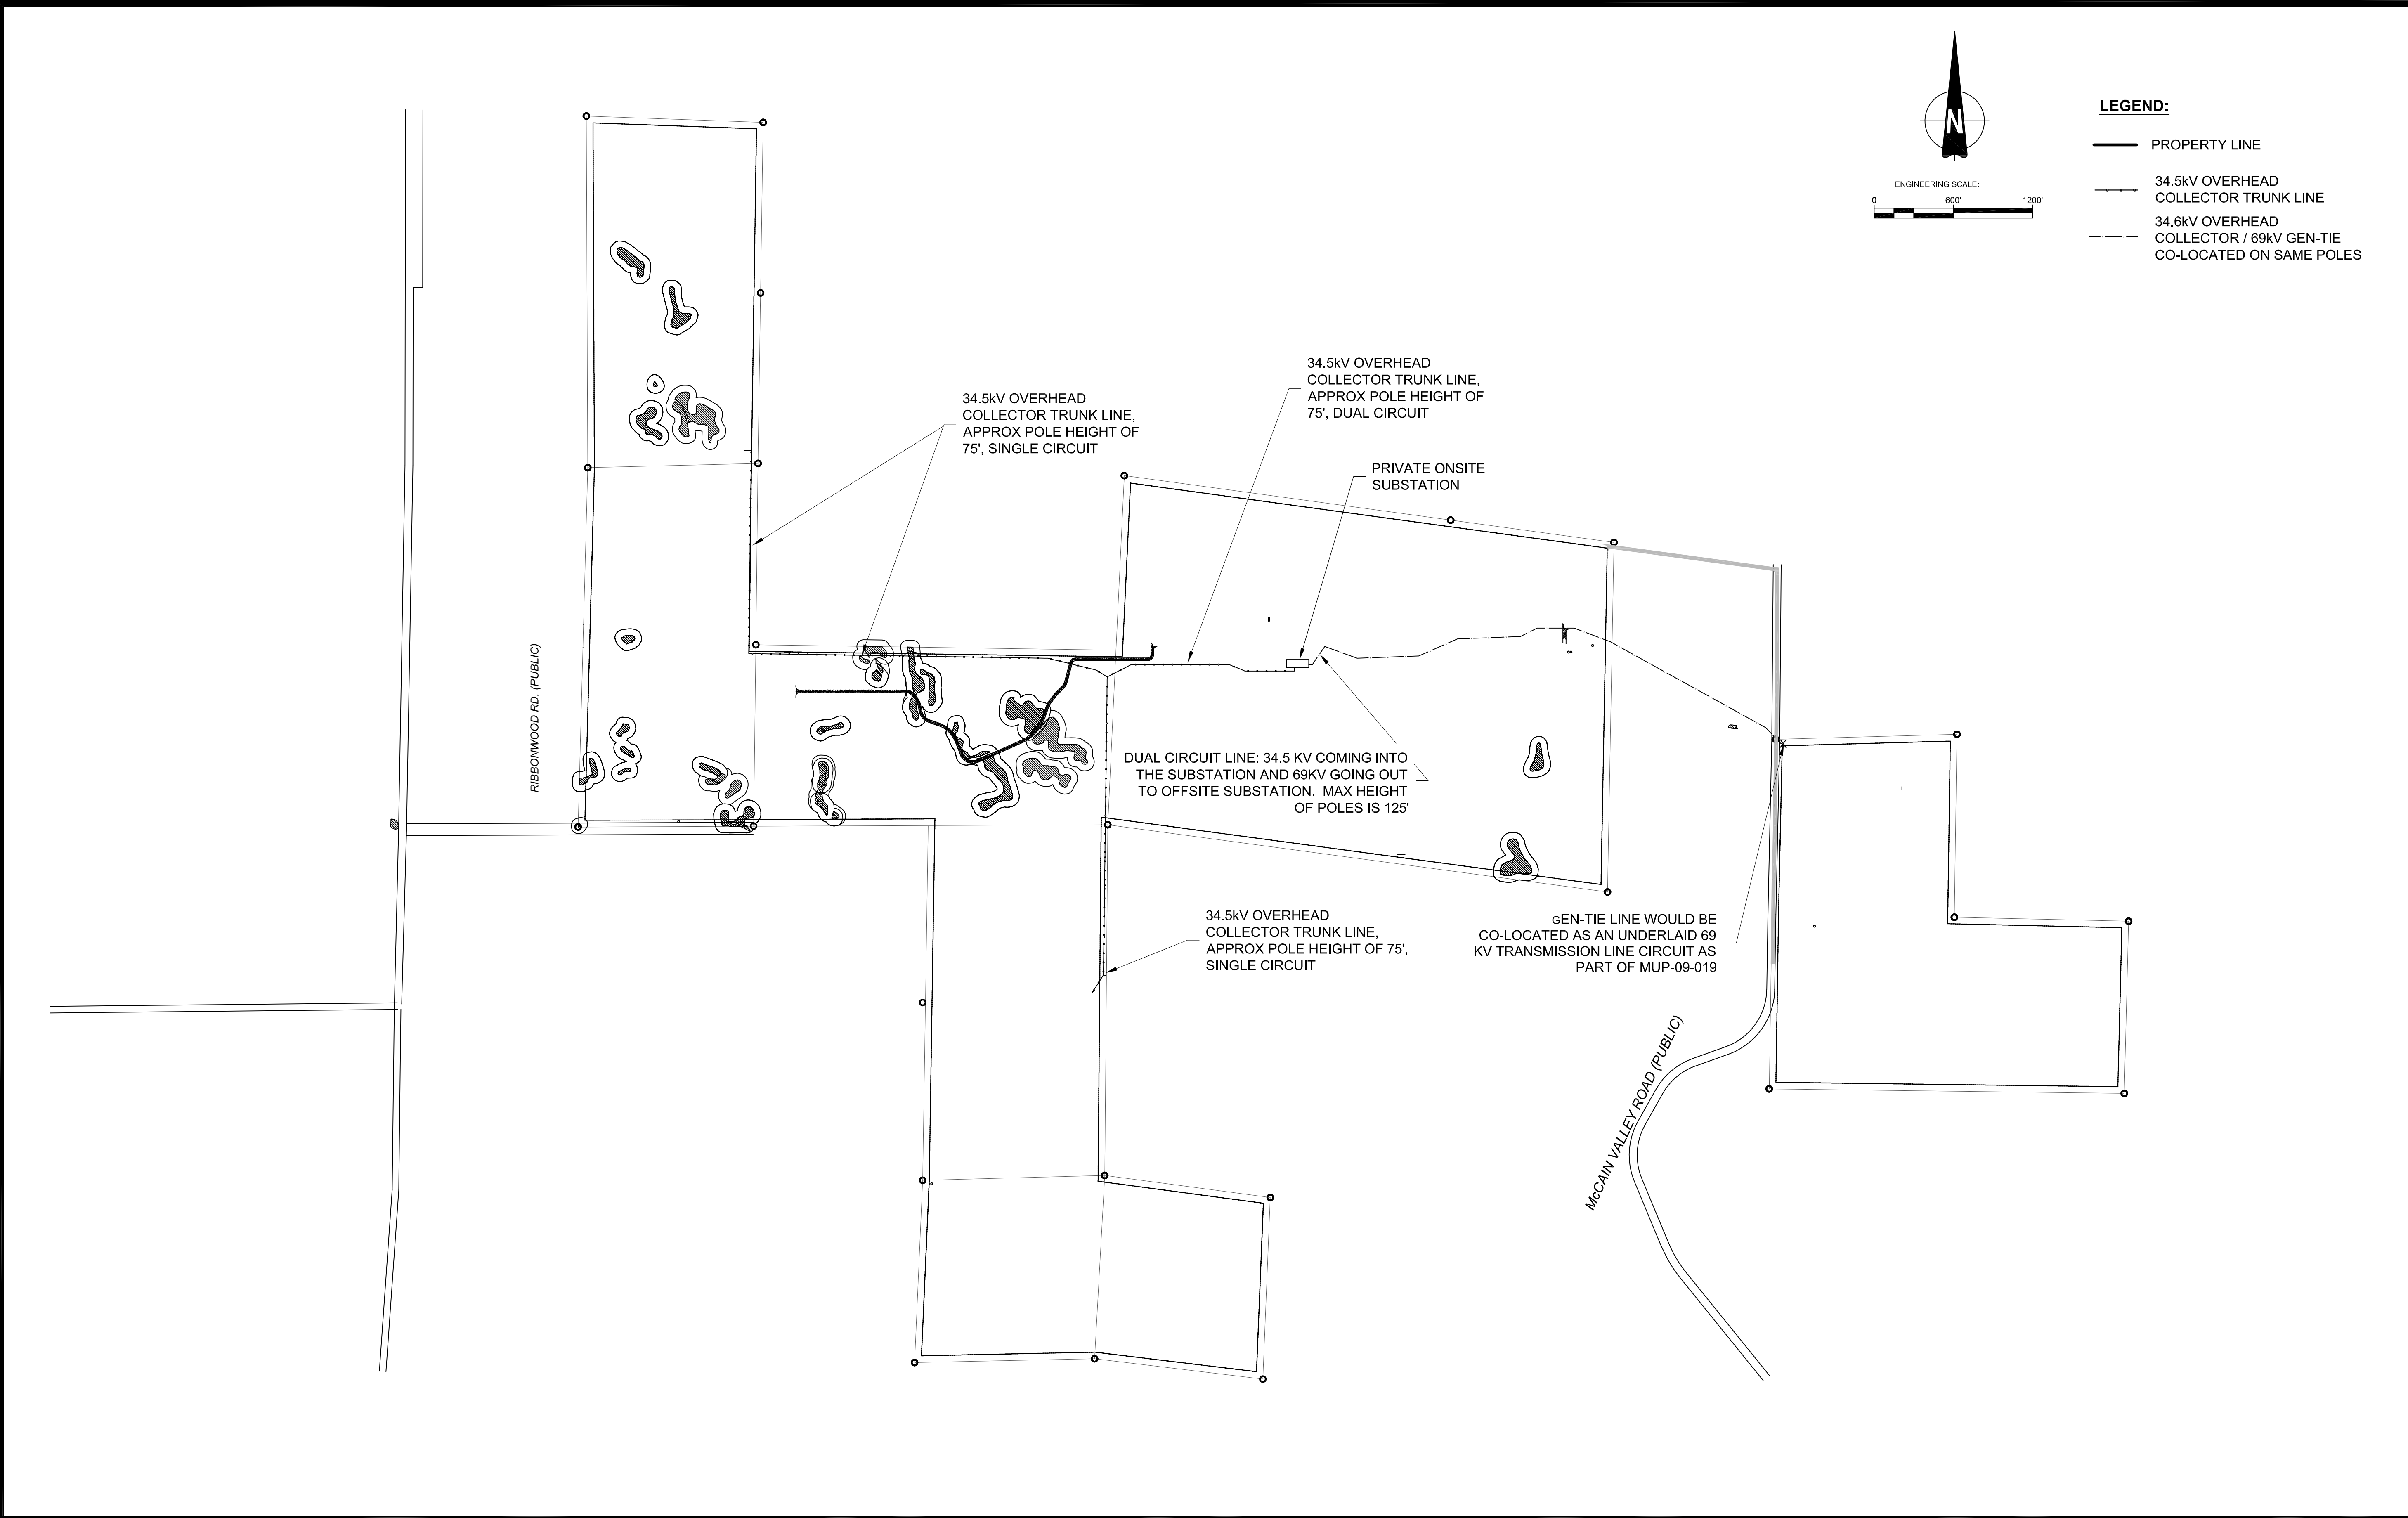 N
ENGINEERING SCALE:
0 600' 1200'
LEGEND:
PROPERTY LINE
34.5kV OVERHEAD
COLLECTOR TRUNK LINE
34.6kV OVERHEAD
COLLECTOR / 69kV GEN-TIE
CO-LOCATED ON SAME POLES
34.5kV OVERHEAD
COLLECTOR TRUNK LINE,
APPROX POLE HEIGHT OF
75', DUAL CIRCUIT
34.5kV OVERHEAD
COLLECTOR TRUNK LINE,
APPROX POLE HEIGHT OF
75', SINGLE CIRCUIT
PRIVATE ONSITE
SUBSTATION
RIBBONWOOD RD. (PUBLIC)
DUAL CIRCUIT LINE: 34.5 KV COMING INTO
THE SUBSTATION AND 69KV GOING OUT
TO OFFSITE SUBSTATION. MAX HEIGHT
OF POLES IS 125'
34.5kV OVERHEAD
COLLECTOR TRUNK LINE,
APPROX POLE HEIGHT OF 75',
SINGLE CIRCUIT
GEN-TIE LINE WOULD BE
CO-LOCATED AS AN UNDERLAID 69
KV TRANSMISSION LINE CIRCUIT AS
PART OF MUP-09-019
McCAIN VALLEY ROAD (PUBLIC)